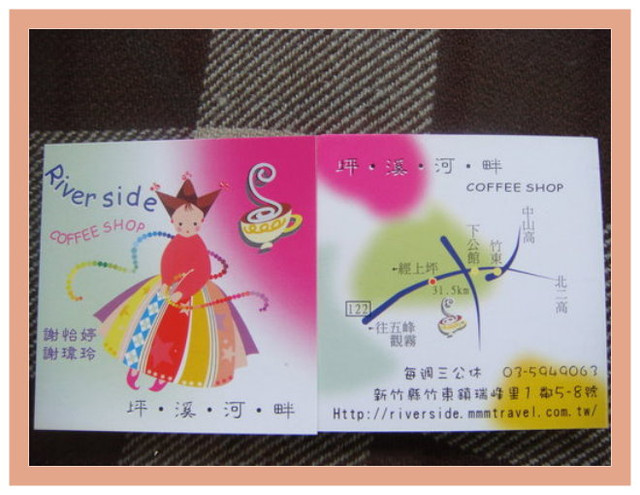 Riverside
COFFEE SHOP
謝怡婷
謝瑋玲
坪·溪·河·畔
坪·溪·河·畔
COFFEE SHOP
中山高
下公館
竹東
北二高
←經上坪
31.5km
122
←往五峰
觀霧
每週三公休 03-5949063
新竹縣竹東鎮瑞峰里1鄰5-8號
Http://riverside.mmmtravel.com.tw/